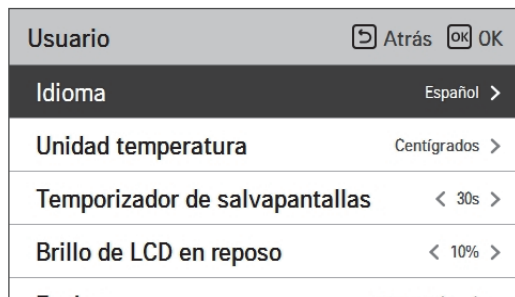 Usuario Atrás OK OK
Idioma Español >
Unidad temperatura Centígrados >
Temporizador de salvapantallas < 30s >
Brillo de LCD en reposo < 10% >